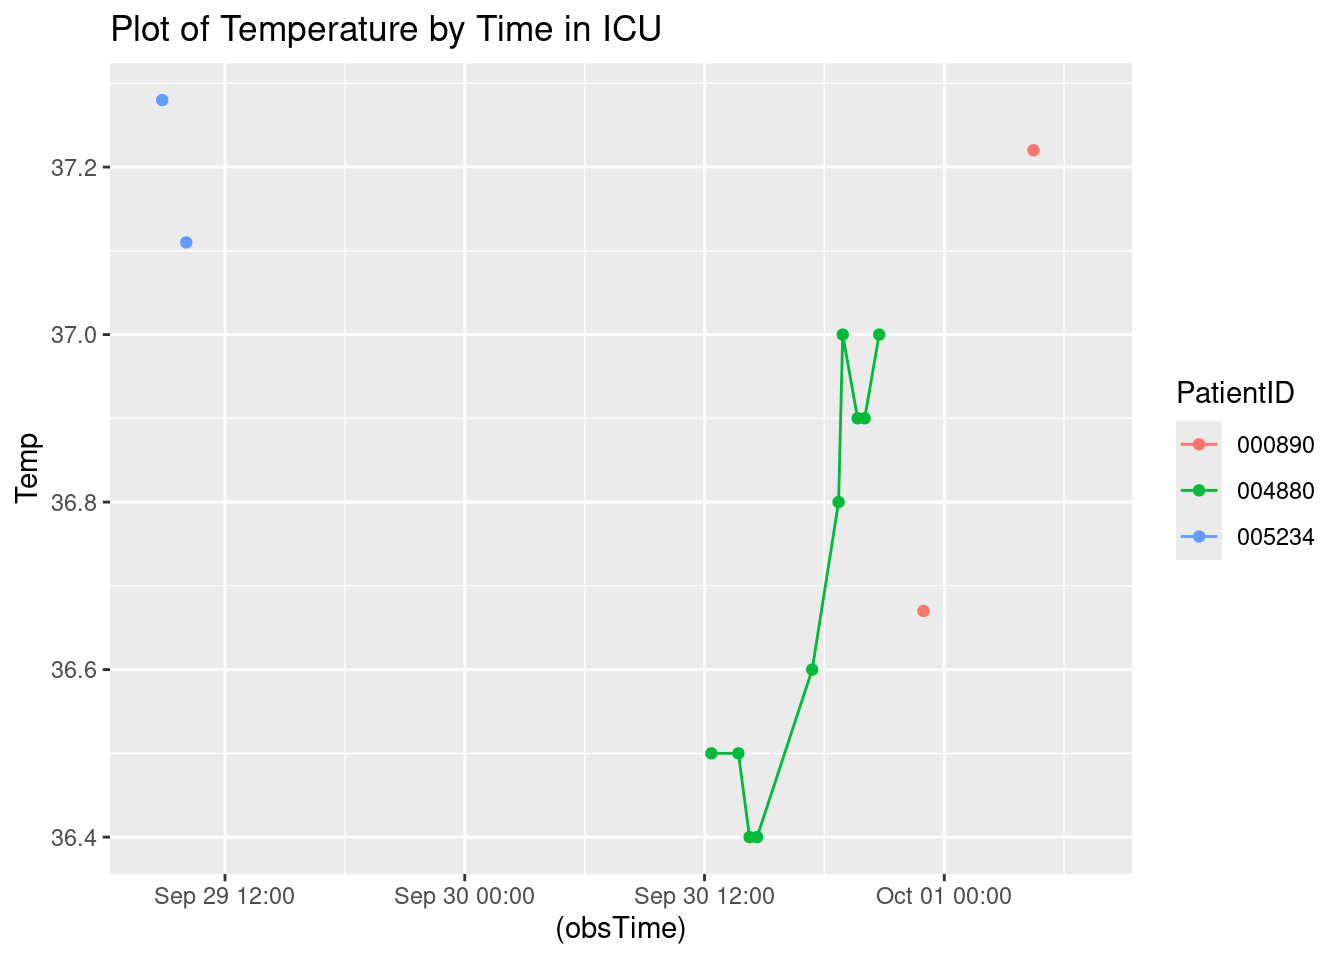 Plot of Temperature by Time in ICU
37.2
37.0
36.8
36.6
36.4
Temp
Sep 29 12:00 Sep 30 00:00 Sep 30 12:00 Oct 01 00:00
(obsTime)
PatientID
000890
004880
005234